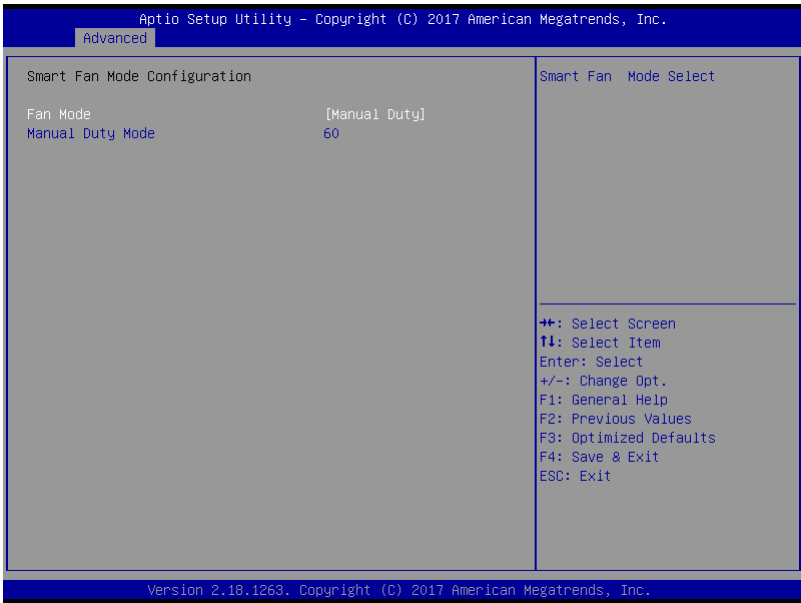 Aptio Setup Utility – Copyright (C) 2017 American Megatrends, Inc.
Advanced
Smart Fan Mode Configuration
Fan Mode [Manual Duty]
Manual Duty Mode 60
Smart Fan Mode Select
→←: Select Screen
↑↓: Select Item
Enter: Select
+/-: Change Opt.
F1: General Help
F2: Previous Values
F3: Optimized Defaults
F4: Save & Exit
ESC: Exit
Version 2.18.1263. Copyright (C) 2017 American Megatrends, Inc.